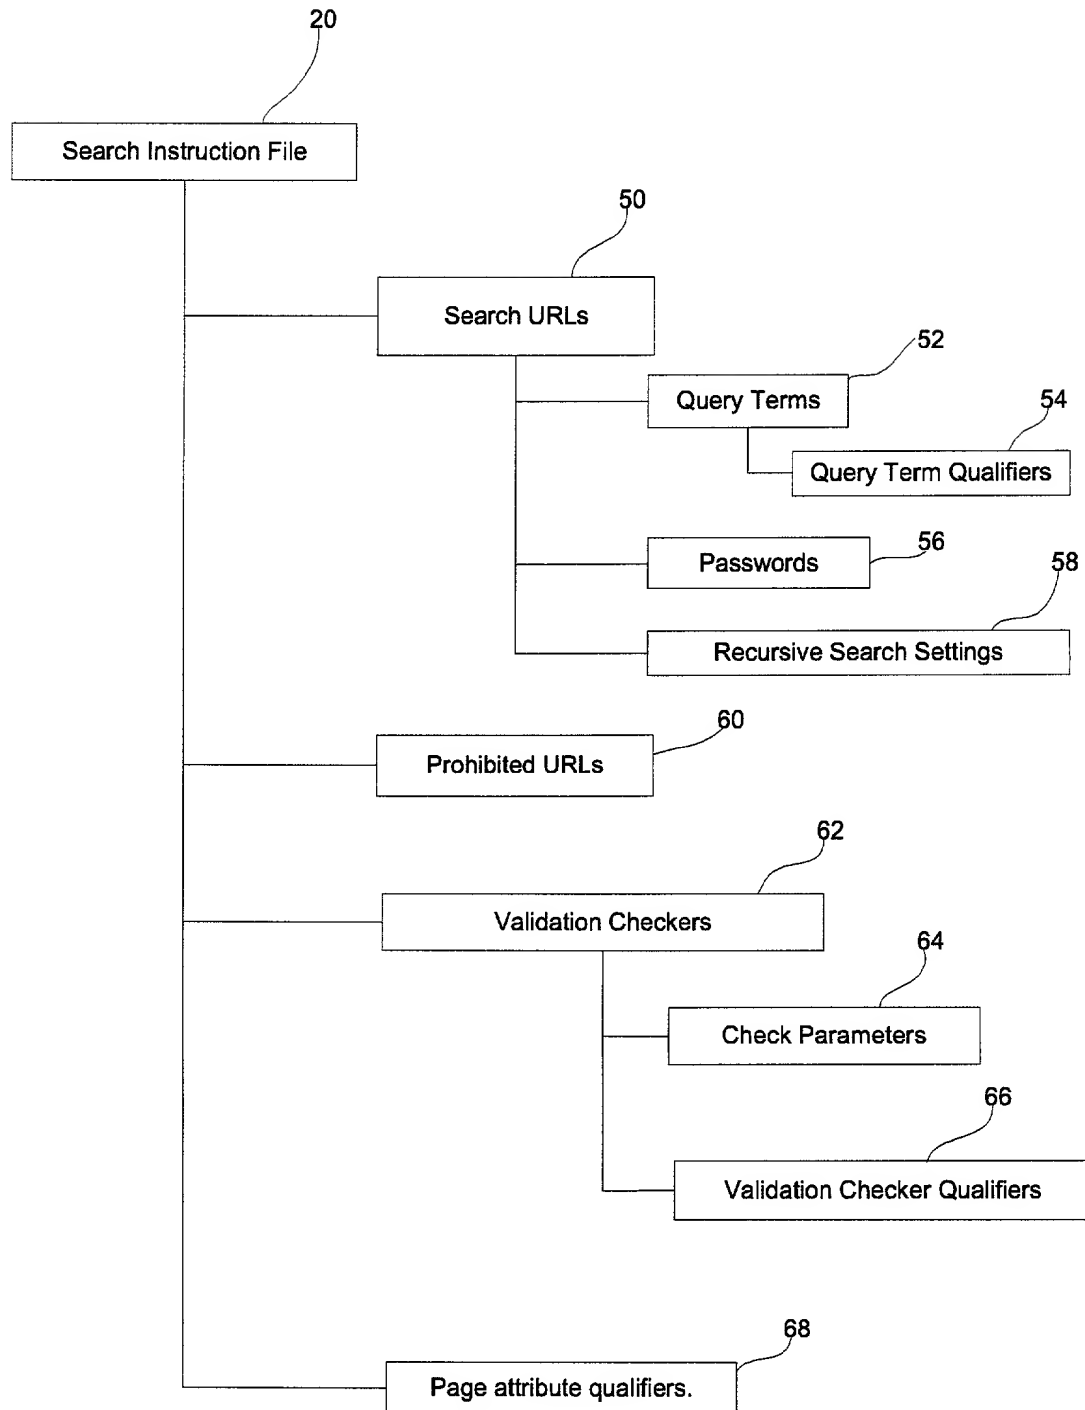 20
Search Instruction File
50
Search URLs
52
Query Terms
54
Query Term Qualifiers
56
Passwords
58
Recursive Search Settings
60
Prohibited URLs
62
Validation Checkers
64
Check Parameters
66
Validation Checker Qualifiers
68
Page attribute qualifiers.